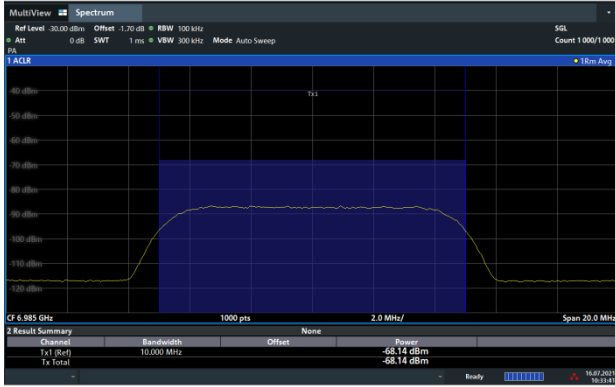 MultiView Spectrum
Ref Level -30.00 dBm Offset -1.70 dB RBW 100 kHz SGL
Att 0 dB SWT 1 ms VBW 300 kHz Mode Auto Sweep Count 1000/1000
PA
1 ACLR 1Rm Avg
-40 dBm
Tx1
-50 dBm
-60 dBm
-70 dBm
-80 dBm
-90 dBm
-100 dBm
-110 dBm
-120 dBm
CF 6.985 GHz 1000 pts 2.0 MHz/ Span 20.0 MHz
2 Result Summary None
Channel Bandwidth Offset Power
Tx1 (Ref) 10.000 MHz -68.14 dBm
Tx Total -68.14 dBm
Ready 16.07.2021
10:33:41